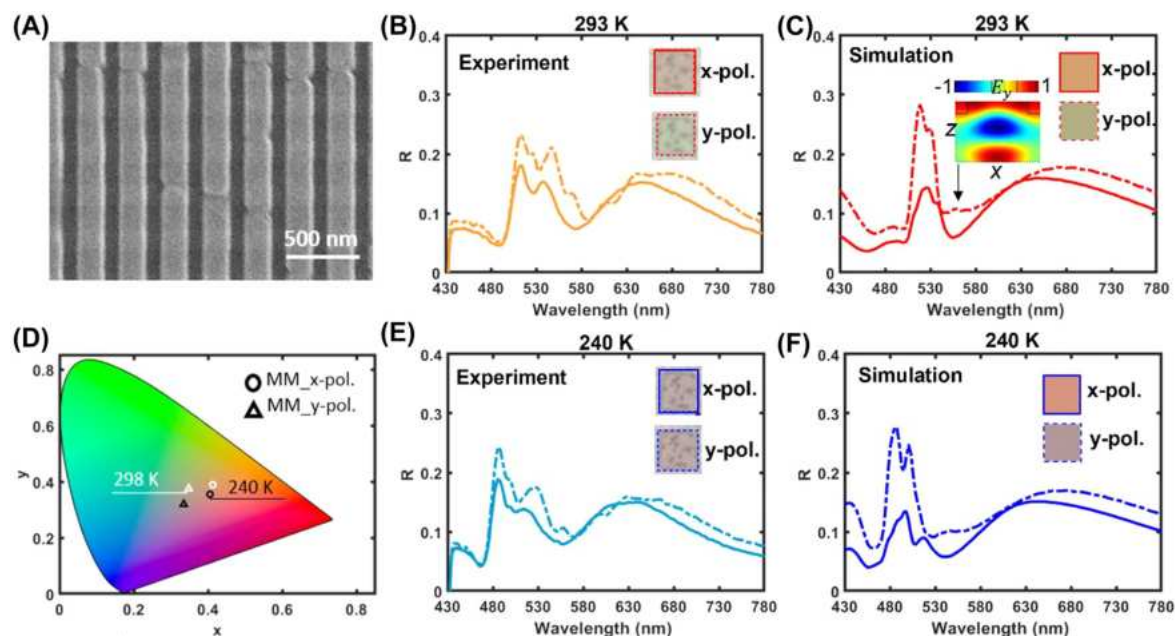 (A)
500 nm
(B)
293 K
Experiment
x-pol.
y-pol.
R
0.4
0.3
0.2
0.1
0
430 480 530 580 630 680 730 780
Wavelength (nm)
(C)
293 K
Simulation
-1 Ey 1
z
x
x-pol.
y-pol.
R
0.4
0.3
0.2
0.1
0
430 480 530 580 630 680 730 780
Wavelength (nm)
(D)
MM_x-pol.
MM_y-pol.
298 K
240 K
y
0.8
0.6
0.4
0.2
0
0 0.2 0.4 0.6 0.8
x
(E)
240 K
Experiment
x-pol.
y-pol.
R
0.4
0.3
0.2
0.1
0
430 480 530 580 630 680 730 780
Wavelength (nm)
(F)
240 K
Simulation
x-pol.
y-pol.
R
0.4
0.3
0.2
0.1
0
430 480 530 580 630 680 730 780
Wavelength (nm)